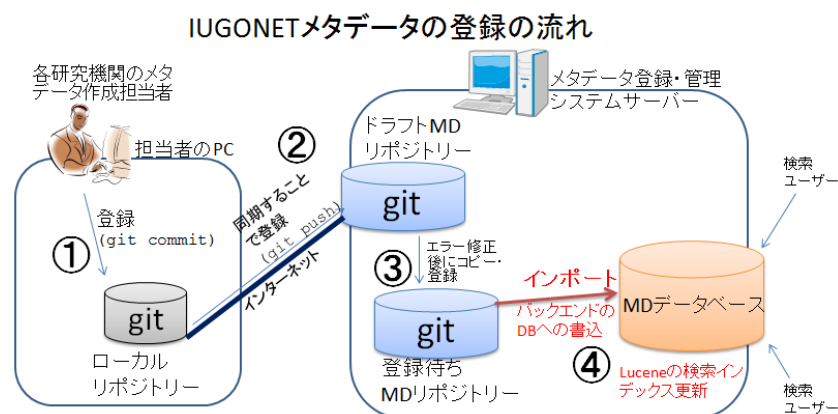 IUGONETメタデータの登録の流れ
各研究機関のメタ
データ作成担当者
担当者のPC
登録
(git commit)
①
git
ローカル
リポジトリー
②
同期すること
で登録
(git push)
インターネット
メタデータ登録・管理
システムサーバー
ドラフトMD
リポジトリー
git
③
エラー修正
後にコピー・
登録
git
登録待ち
MDリポジトリー
インポート
バックエンドの
DBへの書込
④
Luceneの検索イン
デックス更新
MDデータベース
検索
ユーザー
検索
ユーザー